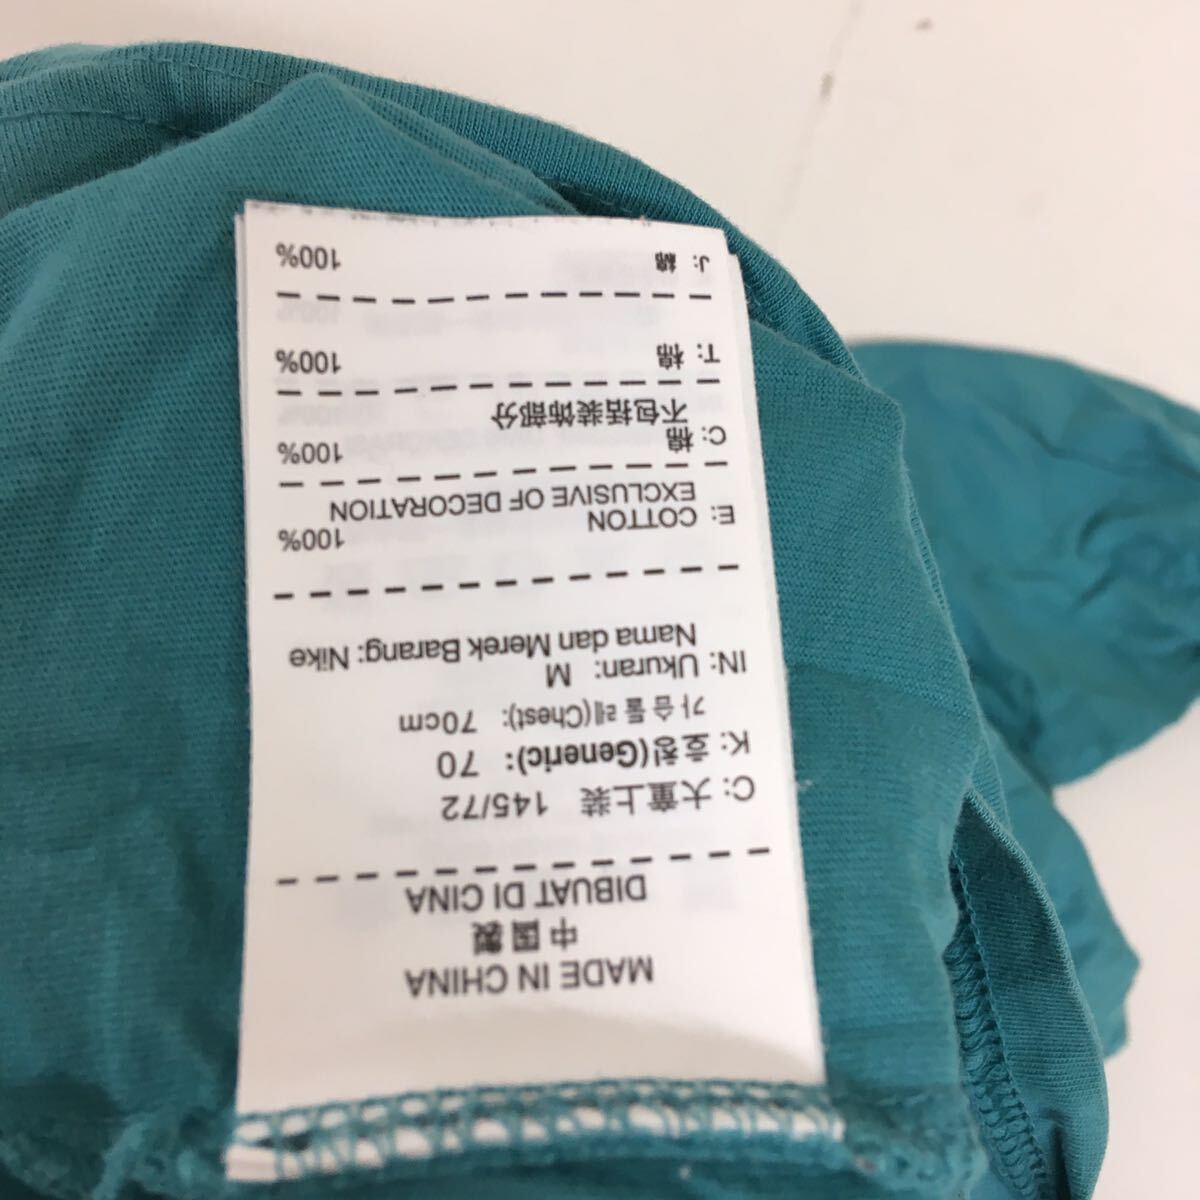 MADE IN CHINA
中国製
DIBUAT DI CINA
C: 大童上装 145/72
K: 호칭(Generic): 70
가슴둘레(Chest): 70cm
IN: Ukuran: M
Nama dan Merek Barang: Nike
E: COTTON 100%
EXCLUSIVE OF DECORATION
C: 棉 100%
不包括装饰部分
T: 棉 100%
J: 綿 100%